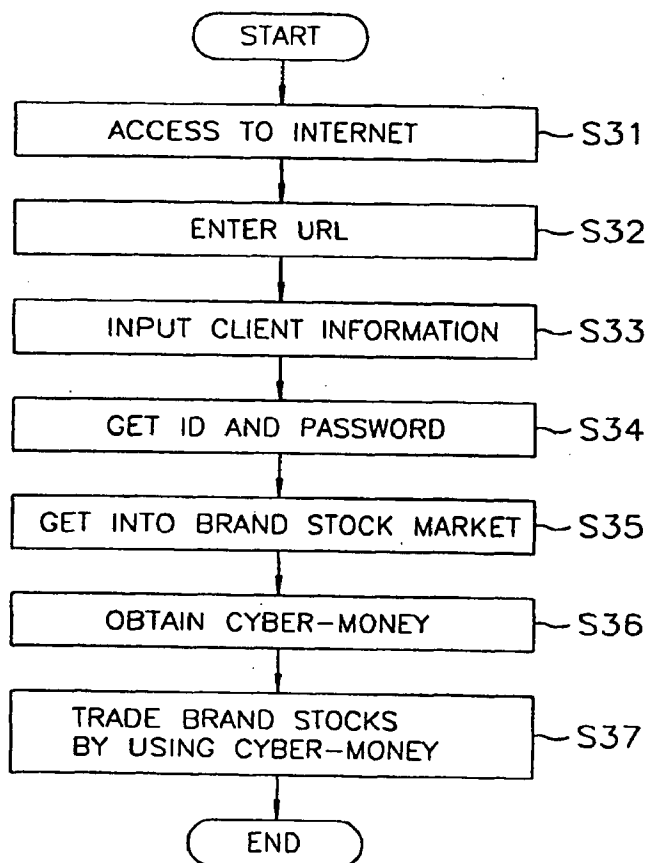 START
ACCESS TO INTERNET
S31
ENTER URL
S32
INPUT CLIENT INFORMATION
S33
GET ID AND PASSWORD
S34
GET INTO BRAND STOCK MARKET
S35
OBTAIN CYBER-MONEY
S36
TRADE BRAND STOCKS
BY USING CYBER-MONEY
S37
END